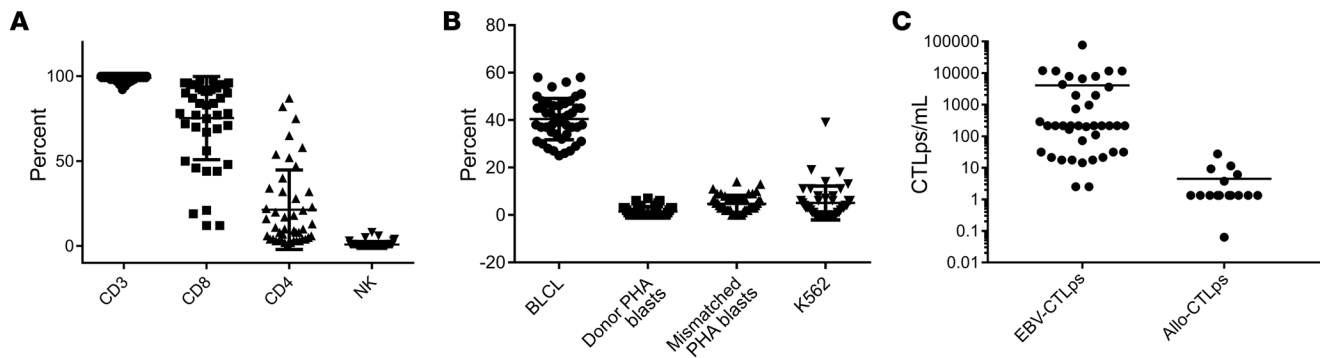 A
Percent
100
50
0
CD3
CD8
CD4
NK
B
Percent
80
60
40
20
0
-20
BLCL
Donor PHA
blasts
Mismatched
PHA blasts
K562
C
CTLps/mL
100000
10000
1000
100
10
1
0.1
0.01
EBV-CTLps
Allo-CTLps